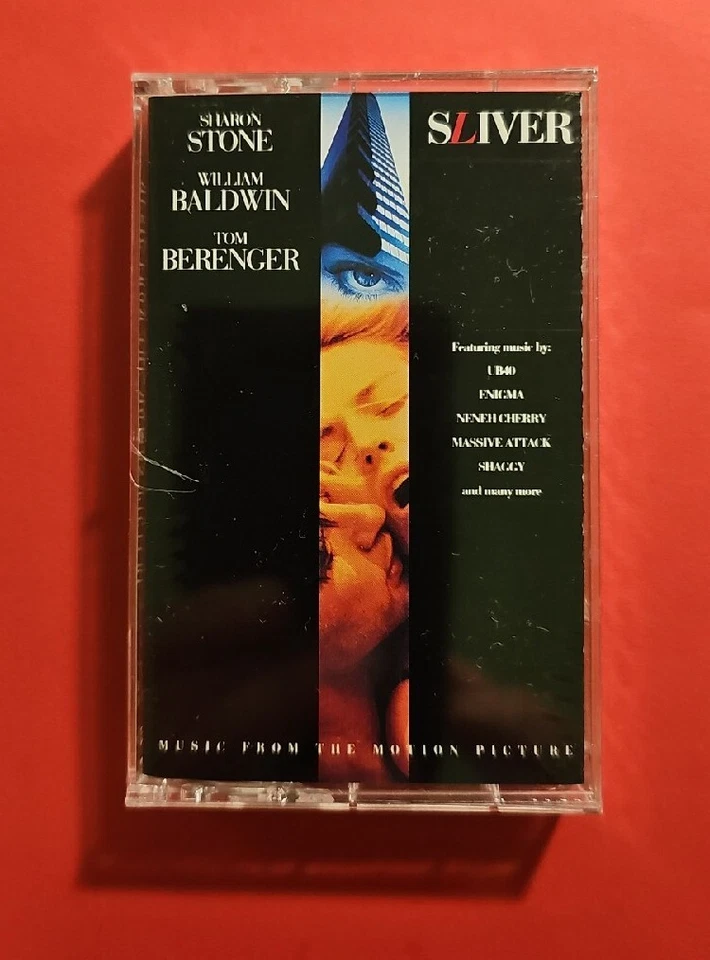 SHARON
STONE
WILLIAM
BALDWIN
TOM
BERENGER
SLIVER
Featuring music by:
UB40
ENIGMA
NENEH CHERRY
MASSIVE ATTACK
SHAGGY
and many more
MUSIC FROM THE MOTION PICTURE